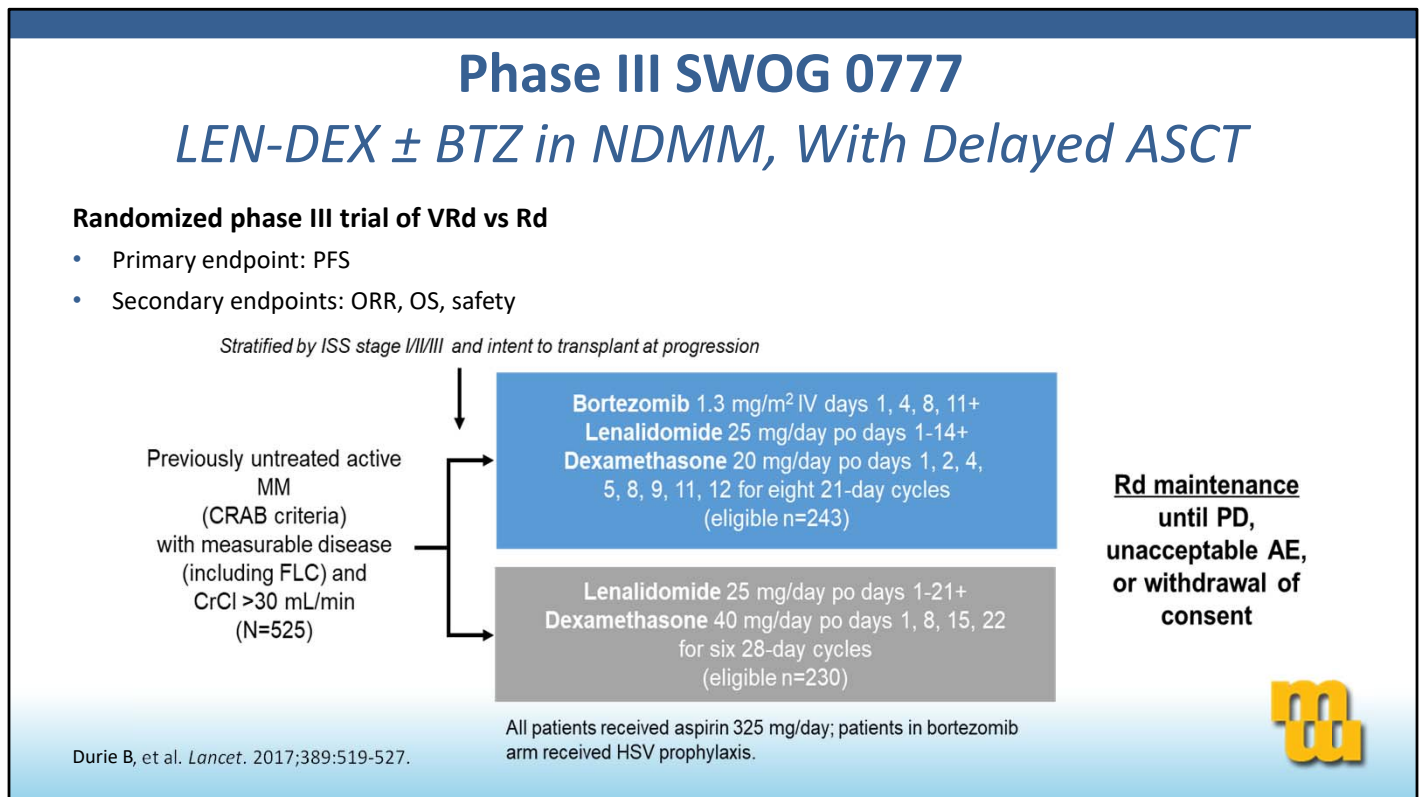 Phase III SWOG 0777
LEN-DEX ± BTZ in NDMM, With Delayed ASCT
Randomized phase III trial of VRd vs Rd
• Primary endpoint: PFS
• Secondary endpoints: ORR, OS, safety
Stratified by ISS stage I/II/III and intent to transplant at progression
Previously untreated active
MM
(CRAB criteria)
with measurable disease
(including FLC) and
CrCl >30 mL/min
(N=525)
Bortezomib 1.3 mg/m² IV days 1, 4, 8, 11+
Lenalidomide 25 mg/day po days 1-14+
Dexamethasone 20 mg/day po days 1, 2, 4,
5, 8, 9, 11, 12 for eight 21-day cycles
(eligible n=243)
Lenalidomide 25 mg/day po days 1-21+
Dexamethasone 40 mg/day po days 1, 8, 15, 22
for six 28-day cycles
(eligible n=230)
Rd maintenance
until PD,
unacceptable AE,
or withdrawal of
consent
All patients received aspirin 325 mg/day; patients in bortezomib
arm received HSV prophylaxis.
Durie B, et al. Lancet. 2017;389:519-527.
mu